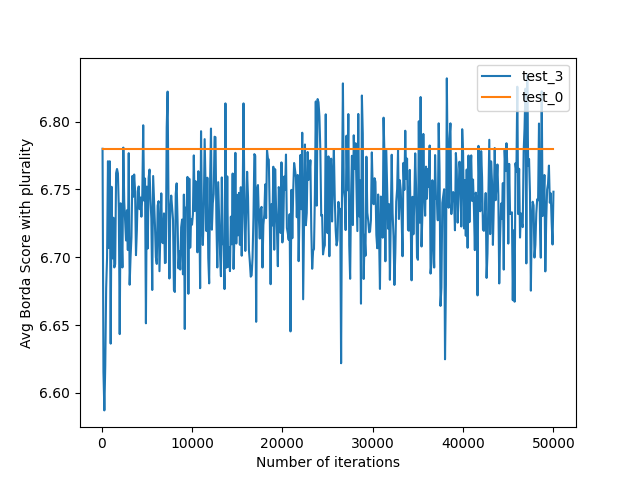 test_3
test_0
6.80
6.75
6.70
6.65
6.60
Avg Borda Score with plurality
0 10000 20000 30000 40000 50000
Number of iterations